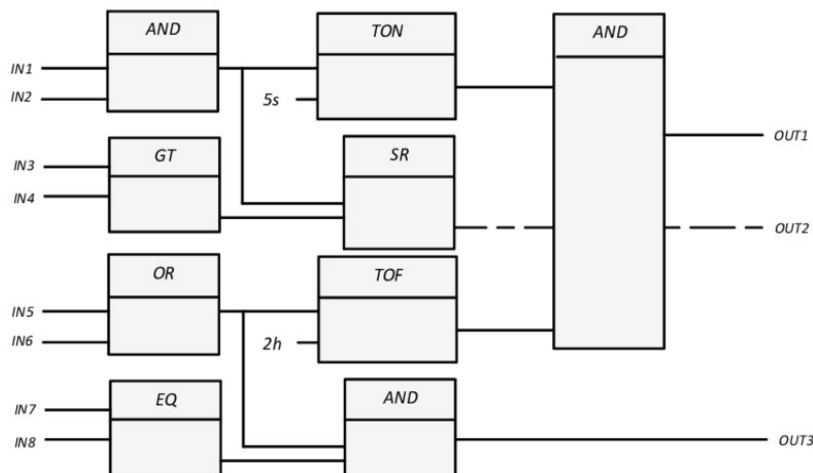 AND
TON
AND
IN1
IN2
5s
OUT1
GT
SR
IN3
IN4
OUT2
OR
TOF
IN5
IN6
2h
EQ
AND
IN7
IN8
OUT3